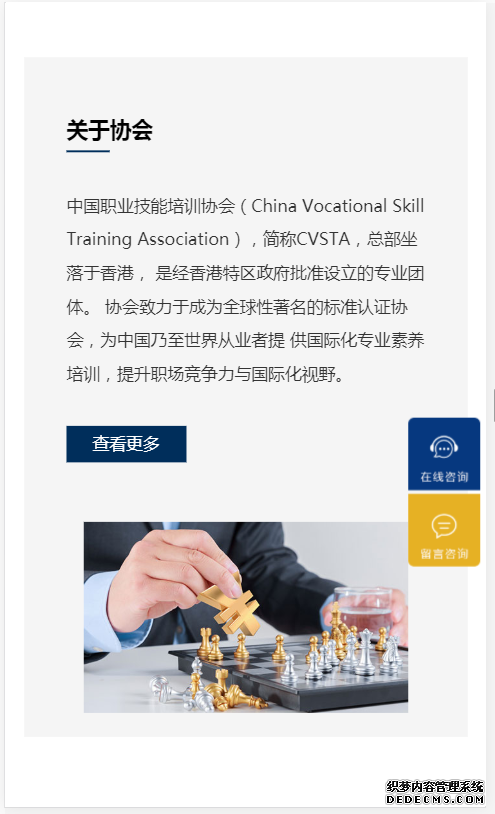 关于协会
中国职业技能培训协会（China Vocational Skill
Training Association），简称CVSTA，总部坐
落于香港， 是经香港特区政府批准设立的专业团
体。 协会致力于成为全球性著名的标准认证协
会，为中国乃至世界从业者提 供国际化专业素养
培训，提升职场竞争力与国际化视野。
查看更多
在线咨询
留言咨询
织梦内容管理系统
DEDECMS.COM